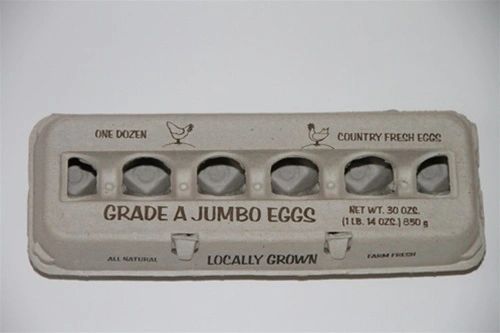 ONE DOZEN
COUNTRY FRESH EGGS
GRADE A JUMBO EGGS
NET WT. 30 OZS.
(1 LB. 14 OZS.) 850 g
ALL NATURAL
LOCALLY GROWN
FARM FRESH